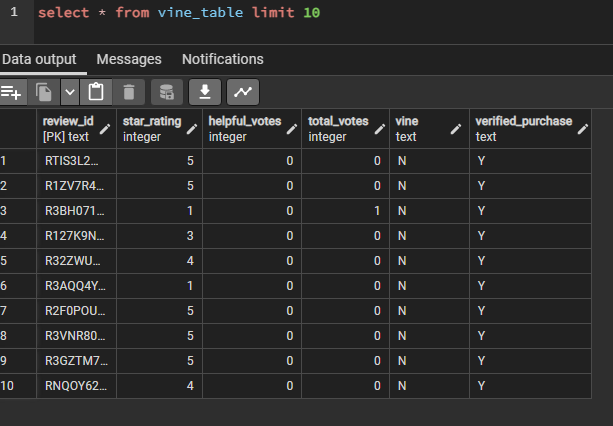 1 select * from vine_table limit 10
Data output Messages Notifications
review_id star_rating helpful_votes total_votes vine verified_purchase
[PK] text integer integer integer text text
1 RTIS3L2... 5 0 0 N Y
2 R1ZV7R4... 5 0 0 N Y
3 R3BH071... 1 0 1 N Y
4 R127K9N... 3 0 0 N Y
5 R32ZWU... 4 0 0 N Y
6 R3AQQ4Y... 1 0 0 N Y
7 R2F0POU... 5 0 0 N Y
8 R3VNR80... 5 0 0 N Y
9 R3GZTM7... 5 0 0 N Y
10 RNQOY62... 4 0 0 N Y